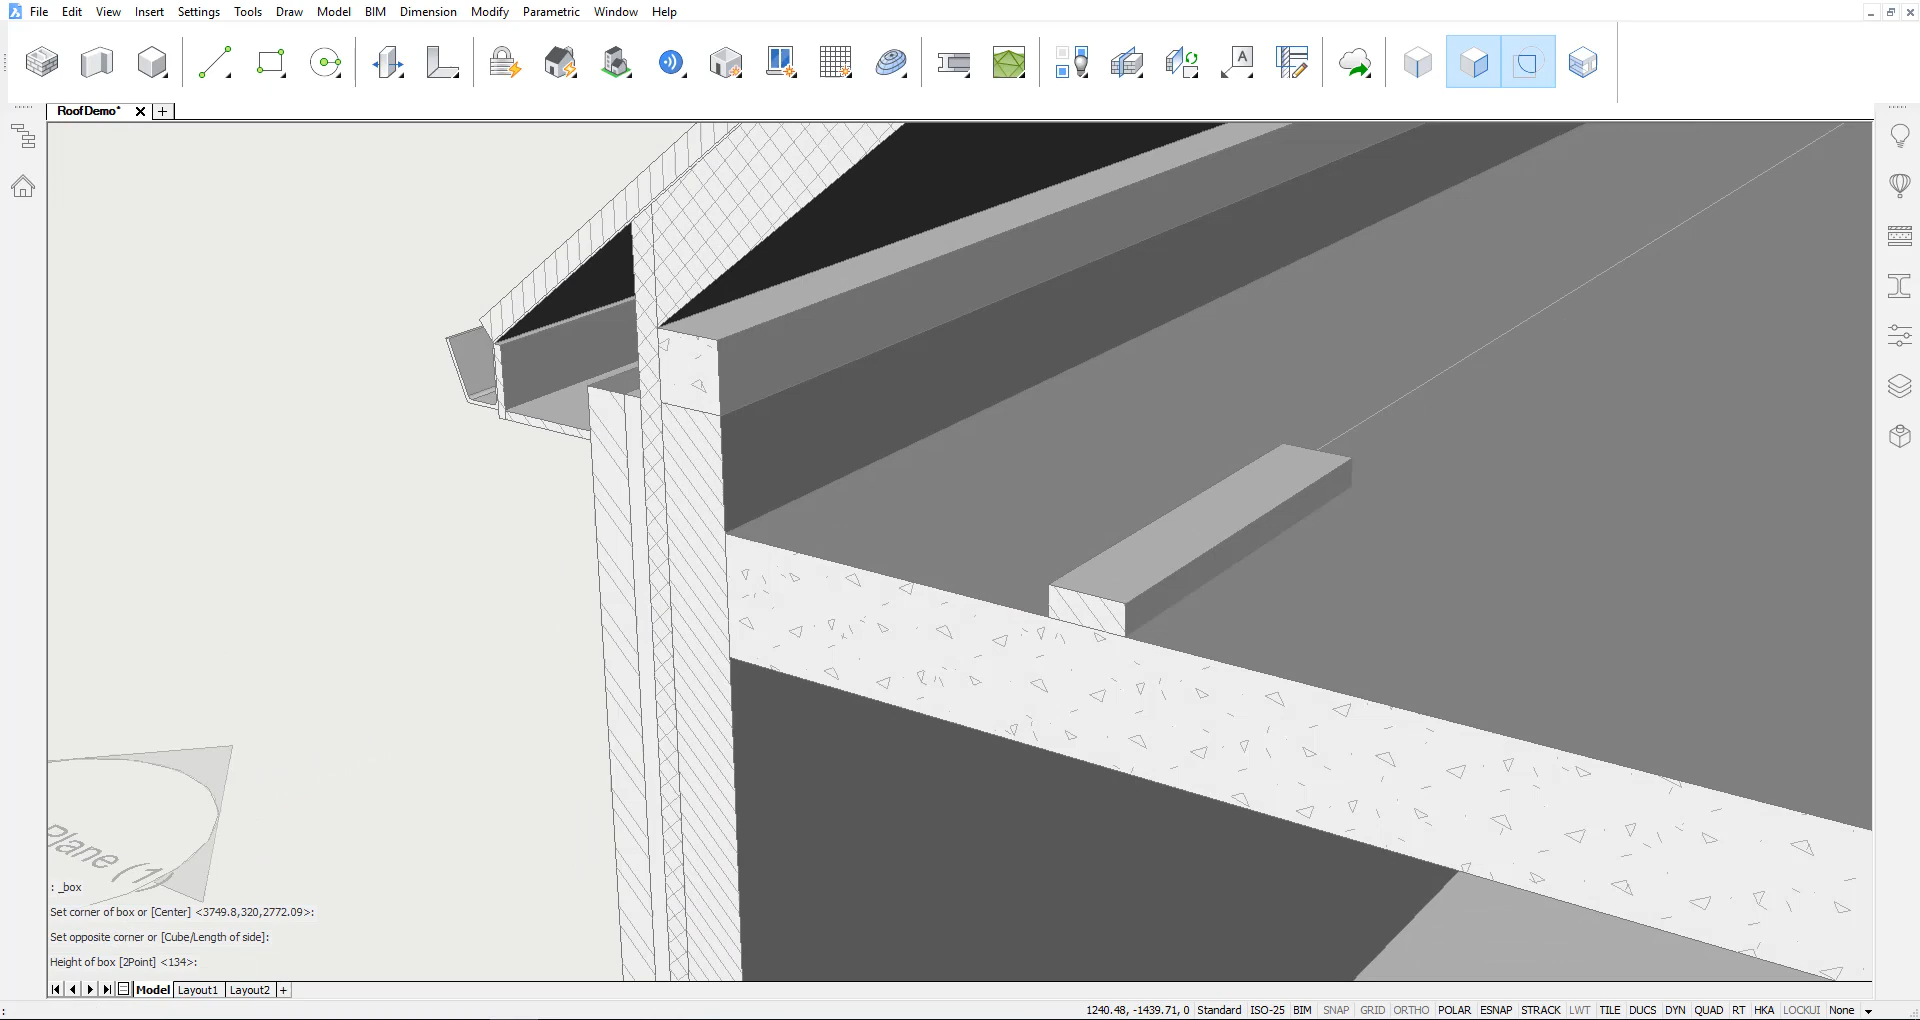 File Edit View Insert Settings Tools Draw Model BIM Dimension Modify Parametric Window Help
A
RoofDemo*
Plane (1)
: _box
Set corner of box or [Center] <3749.8,320,2772.09>:
Set opposite corner or [Cube/Length of side]:
Height of box [2Point] <134>:
Model Layout1 Layout2 +
: 1240.48, -1439.71, 0 Standard ISO-25 BIM SNAP GRID ORTHO POLAR ESNAP STRACK LWT TILE DUCS DYN QUAD RT HKA LOCKUI None